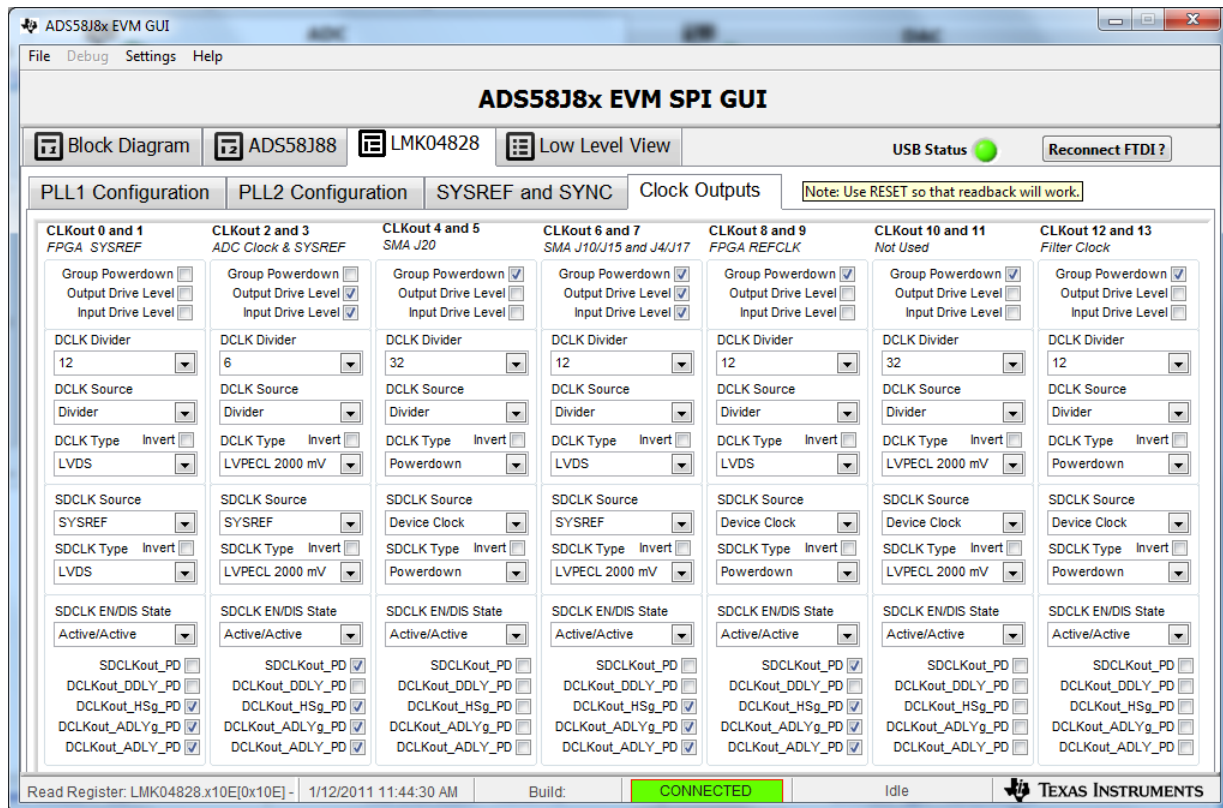 ADS58J8x EVM GUI
File Debug Settings Help
ADS58J8x EVM SPI GUI
Block Diagram ADS58J88 LMK04828 Low Level View USB Status Reconnect FTDI ?
PLL1 Configuration PLL2 Configuration SYSREF and SYNC Clock Outputs Note: Use RESET so that readback will work.
CLKout 0 and 1 CLKout 2 and 3 CLKout 4 and 5 CLKout 6 and 7 CLKout 8 and 9 CLKout 10 and 11 CLKout 12 and 13
FPGA SYSREF ADC Clock & SYSREF SMA J20 SMA J10/J15 and J4/J17 FPGA REFCLK Not Used Filter Clock
Group Powerdown Group Powerdown Group Powerdown Group Powerdown Group Powerdown Group Powerdown Group Powerdown
Output Drive Level Output Drive Level Output Drive Level Output Drive Level Output Drive Level Output Drive Level Output Drive Level
Input Drive Level Input Drive Level Input Drive Level Input Drive Level Input Drive Level Input Drive Level Input Drive Level
DCLK Divider DCLK Divider DCLK Divider DCLK Divider DCLK Divider DCLK Divider DCLK Divider
12 6 32 12 12 32 12
DCLK Source DCLK Source DCLK Source DCLK Source DCLK Source DCLK Source DCLK Source
Divider Divider Divider Divider Divider Divider Divider
DCLK Type Invert DCLK Type Invert DCLK Type Invert DCLK Type Invert DCLK Type Invert DCLK Type Invert DCLK Type Invert
LVDS LVPECL 2000 mV Powerdown LVDS LVDS LVPECL 2000 mV Powerdown
SDCLK Source SDCLK Source SDCLK Source SDCLK Source SDCLK Source SDCLK Source SDCLK Source
SYSREF SYSREF Device Clock SYSREF Device Clock Device Clock Device Clock
SDCLK Type Invert SDCLK Type Invert SDCLK Type Invert SDCLK Type Invert SDCLK Type Invert SDCLK Type Invert SDCLK Type Invert
LVDS LVPECL 2000 mV Powerdown LVPECL 2000 mV Powerdown LVPECL 2000 mV Powerdown
SDCLK EN/DIS State SDCLK EN/DIS State SDCLK EN/DIS State SDCLK EN/DIS State SDCLK EN/DIS State SDCLK EN/DIS State SDCLK EN/DIS State
Active/Active Active/Active Active/Active Active/Active Active/Active Active/Active Active/Active
SDCLKout_PD SDCLKout_PD SDCLKout_PD SDCLKout_PD SDCLKout_PD SDCLKout_PD SDCLKout_PD
DCLKout_DDLY_PD DCLKout_DDLY_PD DCLKout_DDLY_PD DCLKout_DDLY_PD DCLKout_DDLY_PD DCLKout_DDLY_PD DCLKout_DDLY_PD
DCLKout_HSg_PD DCLKout_HSg_PD DCLKout_HSg_PD DCLKout_HSg_PD DCLKout_HSg_PD DCLKout_HSg_PD DCLKout_HSg_PD
DCLKout_ADLYg_PD DCLKout_ADLYg_PD DCLKout_ADLYg_PD DCLKout_ADLYg_PD DCLKout_ADLYg_PD DCLKout_ADLYg_PD DCLKout_ADLYg_PD
DCLKout_ADLY_PD DCLKout_ADLY_PD DCLKout_ADLY_PD DCLKout_ADLY_PD DCLKout_ADLY_PD DCLKout_ADLY_PD DCLKout_ADLY_PD
Read Register: LMK04828.x10E[0x10E] - 1/12/2011 11:44:30 AM Build: CONNECTED Idle TEXAS INSTRUMENTS